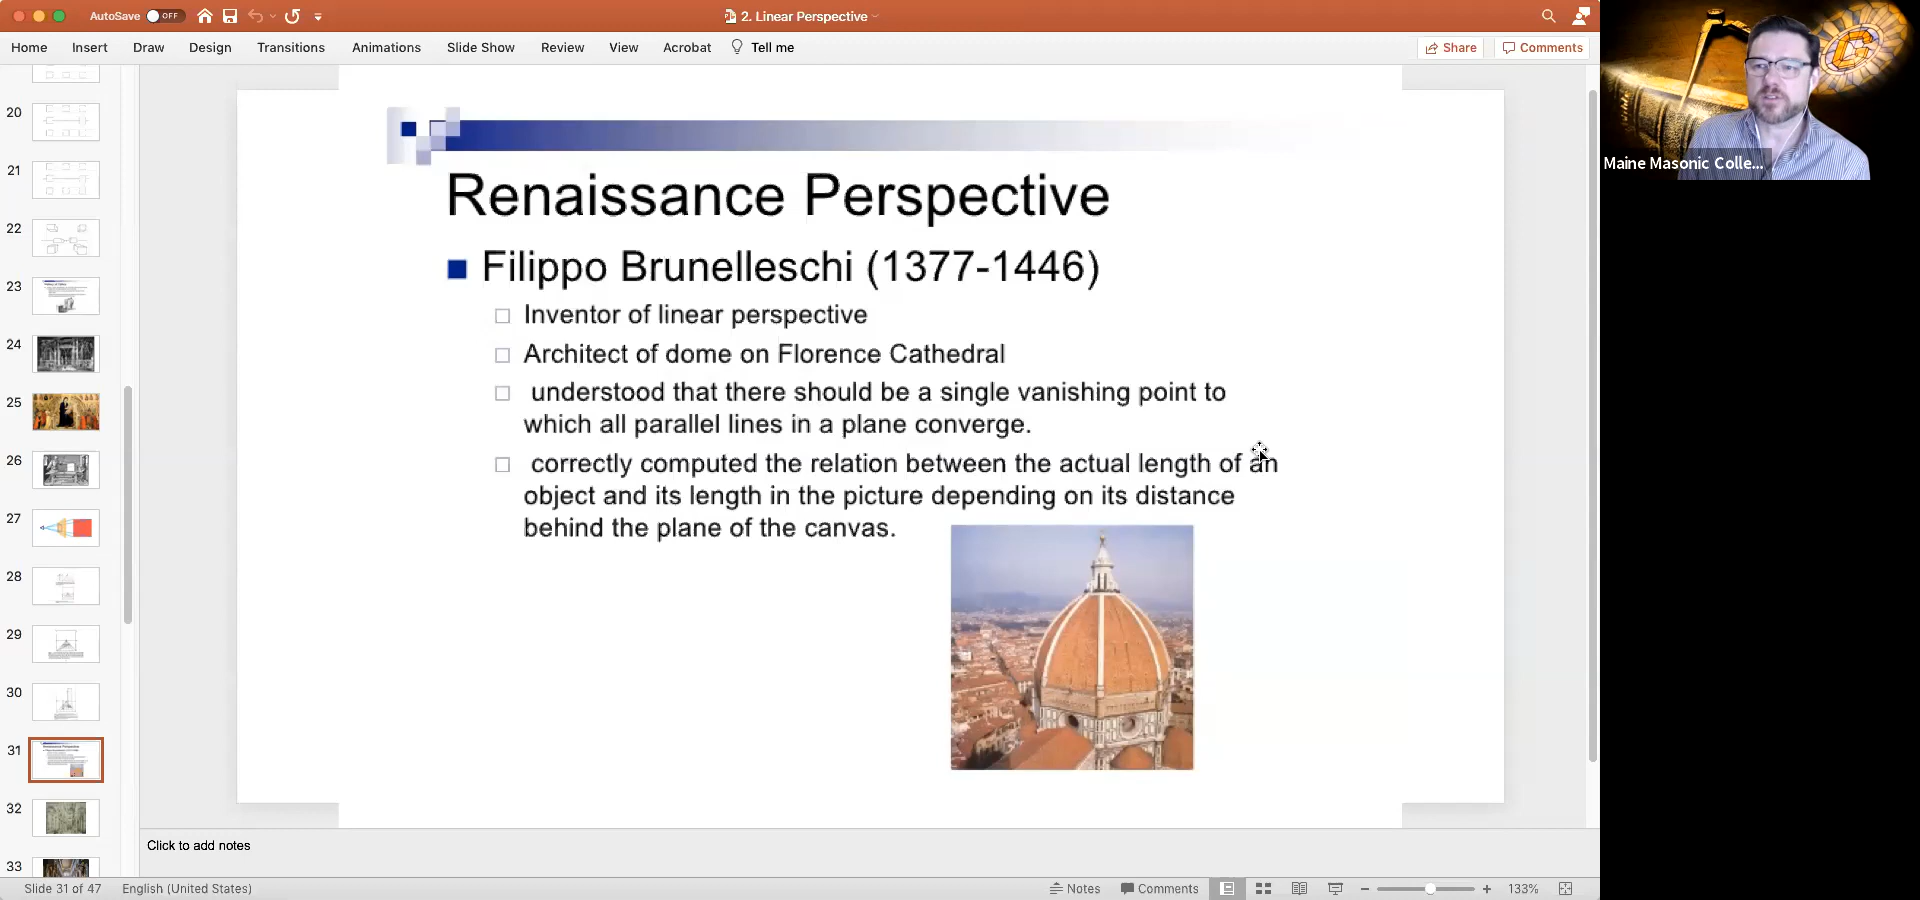 AutoSave OFF
2. Linear Perspective
Home Insert Draw Design Transitions Animations Slide Show Review View Acrobat Tell me
Share Comments
Maine Masonic Colle...
20
21
22
23
24
25
26
27
28
29
30
31
32
33
Renaissance Perspective
Filippo Brunelleschi (1377-1446)
Inventor of linear perspective
Architect of dome on Florence Cathedral
understood that there should be a single vanishing point to
which all parallel lines in a plane converge.
correctly computed the relation between the actual length of an
object and its length in the picture depending on its distance
behind the plane of the canvas.
Click to add notes
Slide 31 of 47 English (United States) Notes Comments 133%